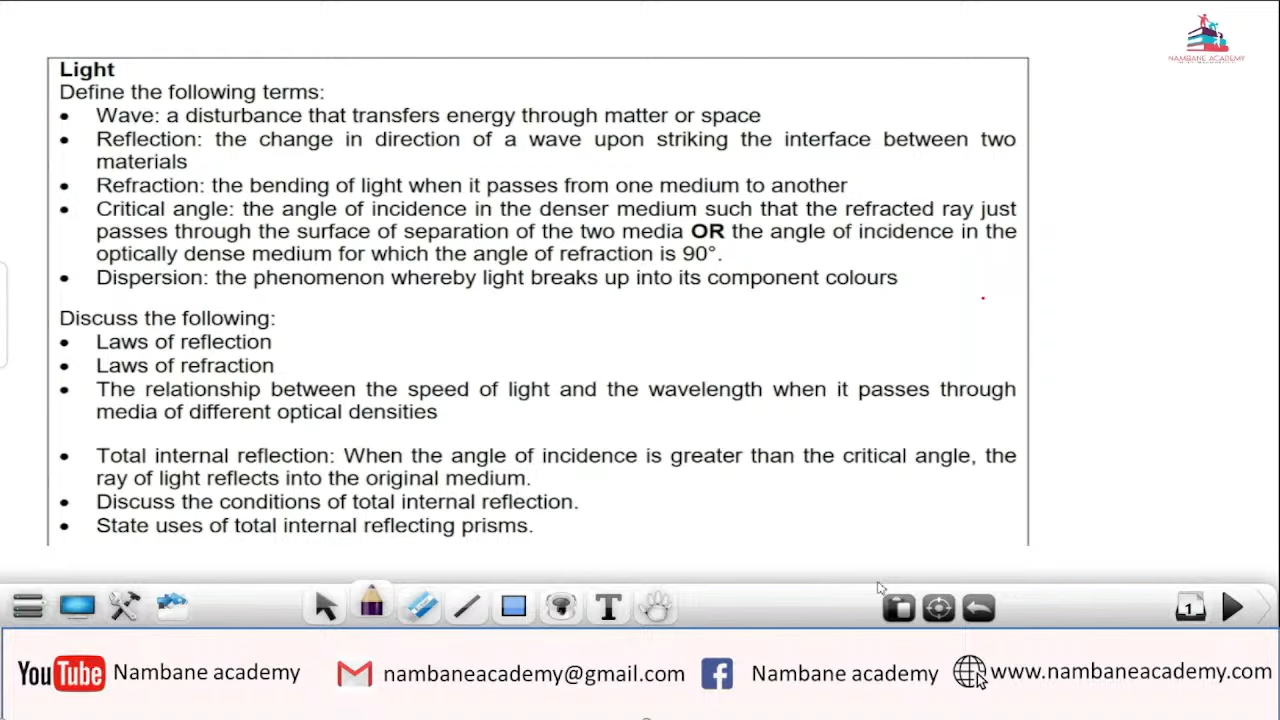 NAMBANE ACADEMY
Light
Define the following terms:
• Wave: a disturbance that transfers energy through matter or space
• Reflection: the change in direction of a wave upon striking the interface between two
materials
• Refraction: the bending of light when it passes from one medium to another
• Critical angle: the angle of incidence in the denser medium such that the refracted ray just
passes through the surface of separation of the two media OR the angle of incidence in the
optically dense medium for which the angle of refraction is 90°.
• Dispersion: the phenomenon whereby light breaks up into its component colours
Discuss the following:
• Laws of reflection
• Laws of refraction
• The relationship between the speed of light and the wavelength when it passes through
media of different optical densities
• Total internal reflection: When the angle of incidence is greater than the critical angle, the
ray of light reflects into the original medium.
• Discuss the conditions of total internal reflection.
• State uses of total internal reflecting prisms.
T
1
YouTube Nambane academy nambaneacademy@gmail.com f Nambane academy www.nambaneacademy.com